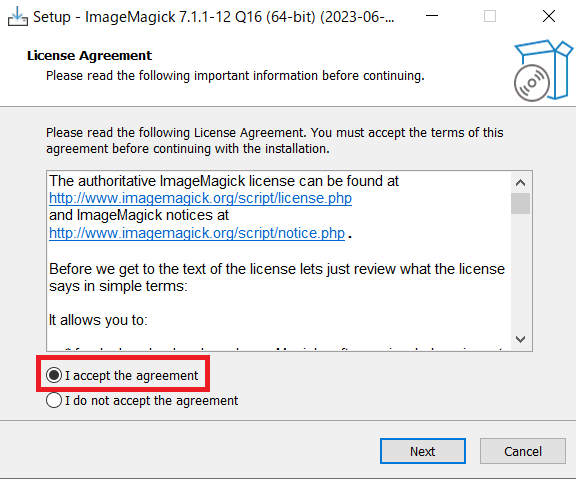 Setup - ImageMagick 7.1.1-12 Q16 (64-bit) (2023-06-...
License Agreement
Please read the following important information before continuing.
Please read the following License Agreement. You must accept the terms of this
agreement before continuing with the installation.
The authoritative ImageMagick license can be found at
http://www.imagemagick.org/script/license.php
and ImageMagick notices at
http://www.imagemagick.org/script/notice.php .
Before we get to the text of the license lets just review what the license
says in simple terms:
It allows you to:
I accept the agreement
I do not accept the agreement
Next
Cancel